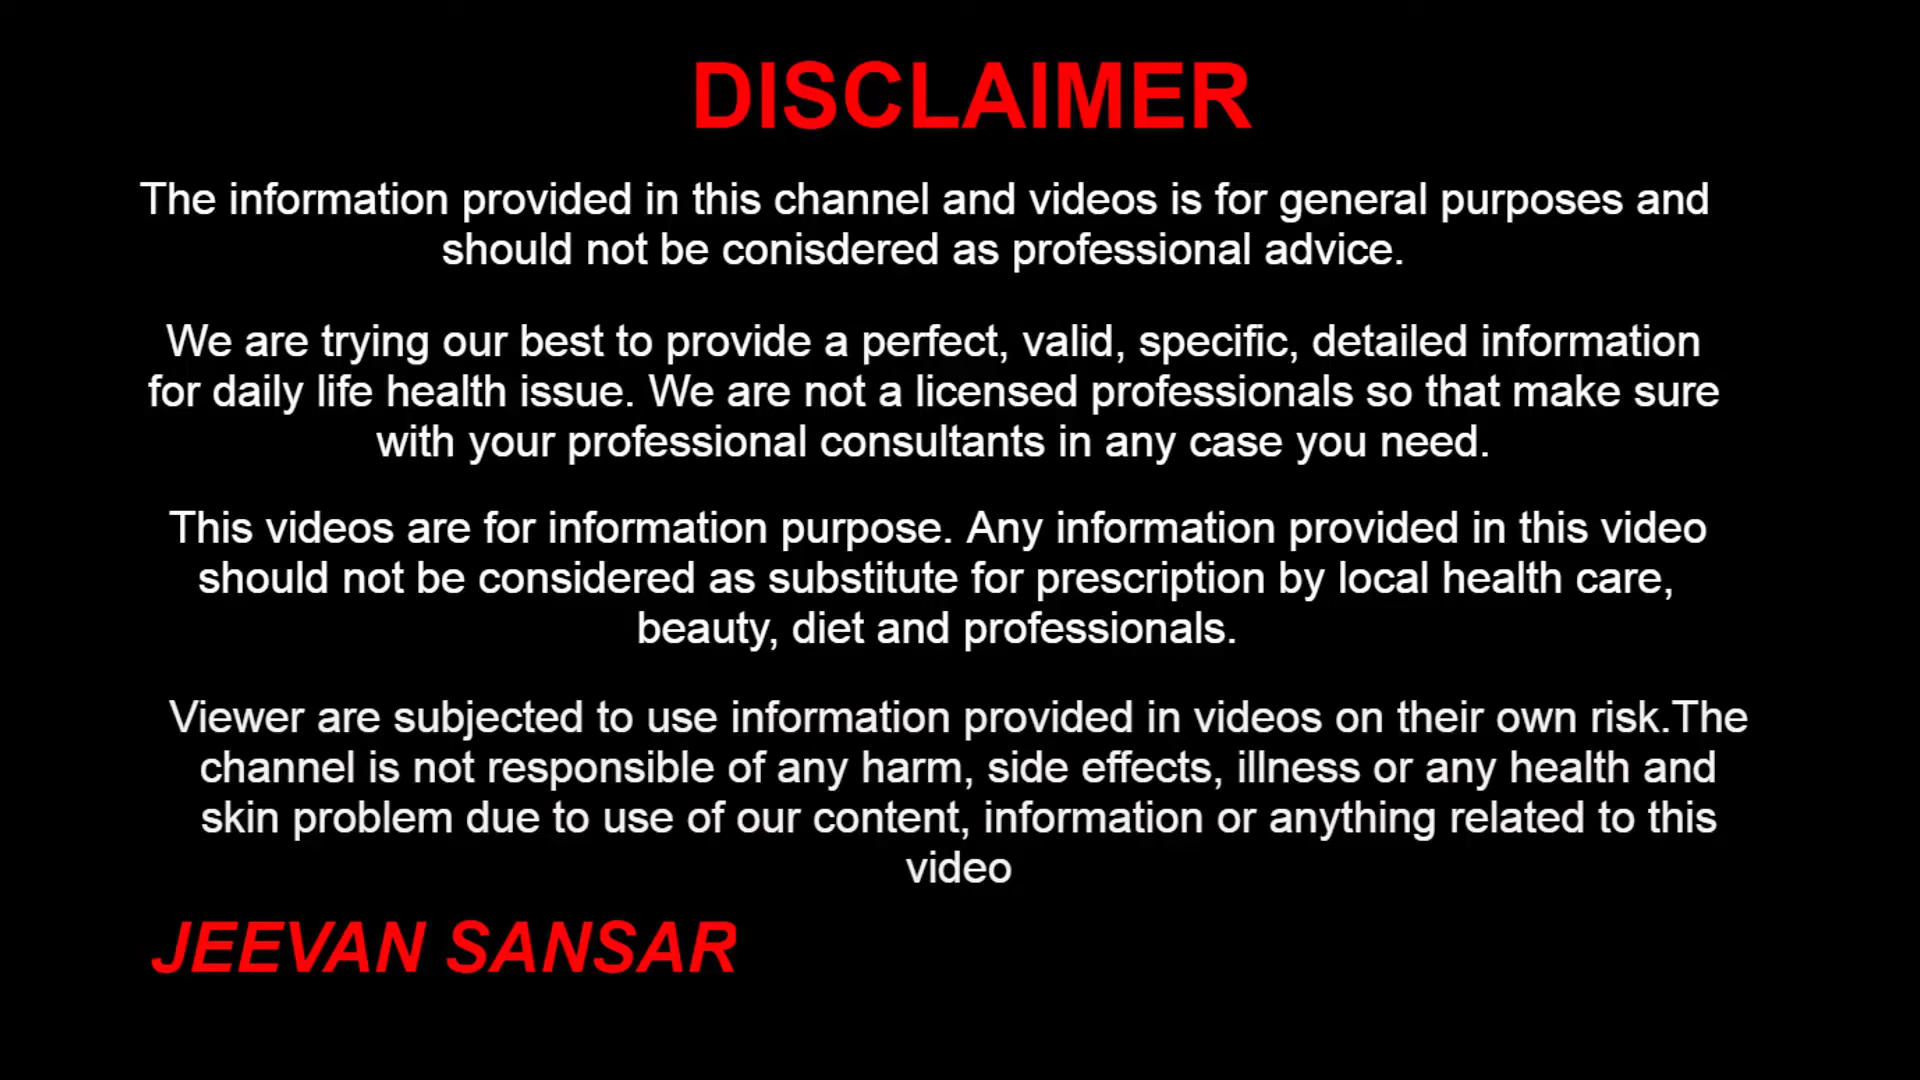 DISCLAIMER
The information provided in this channel and videos is for general purposes and
should not be conisdered as professional advice.
We are trying our best to provide a perfect, valid, specific, detailed information
for daily life health issue. We are not a licensed professionals so that make sure
with your professional consultants in any case you need.
This videos are for information purpose. Any information provided in this video
should not be considered as substitute for prescription by local health care,
beauty, diet and professionals.
Viewer are subjected to use information provided in videos on their own risk.The
channel is not responsible of any harm, side effects, illness or any health and
skin problem due to use of our content, information or anything related to this
video
JEEVAN SANSAR